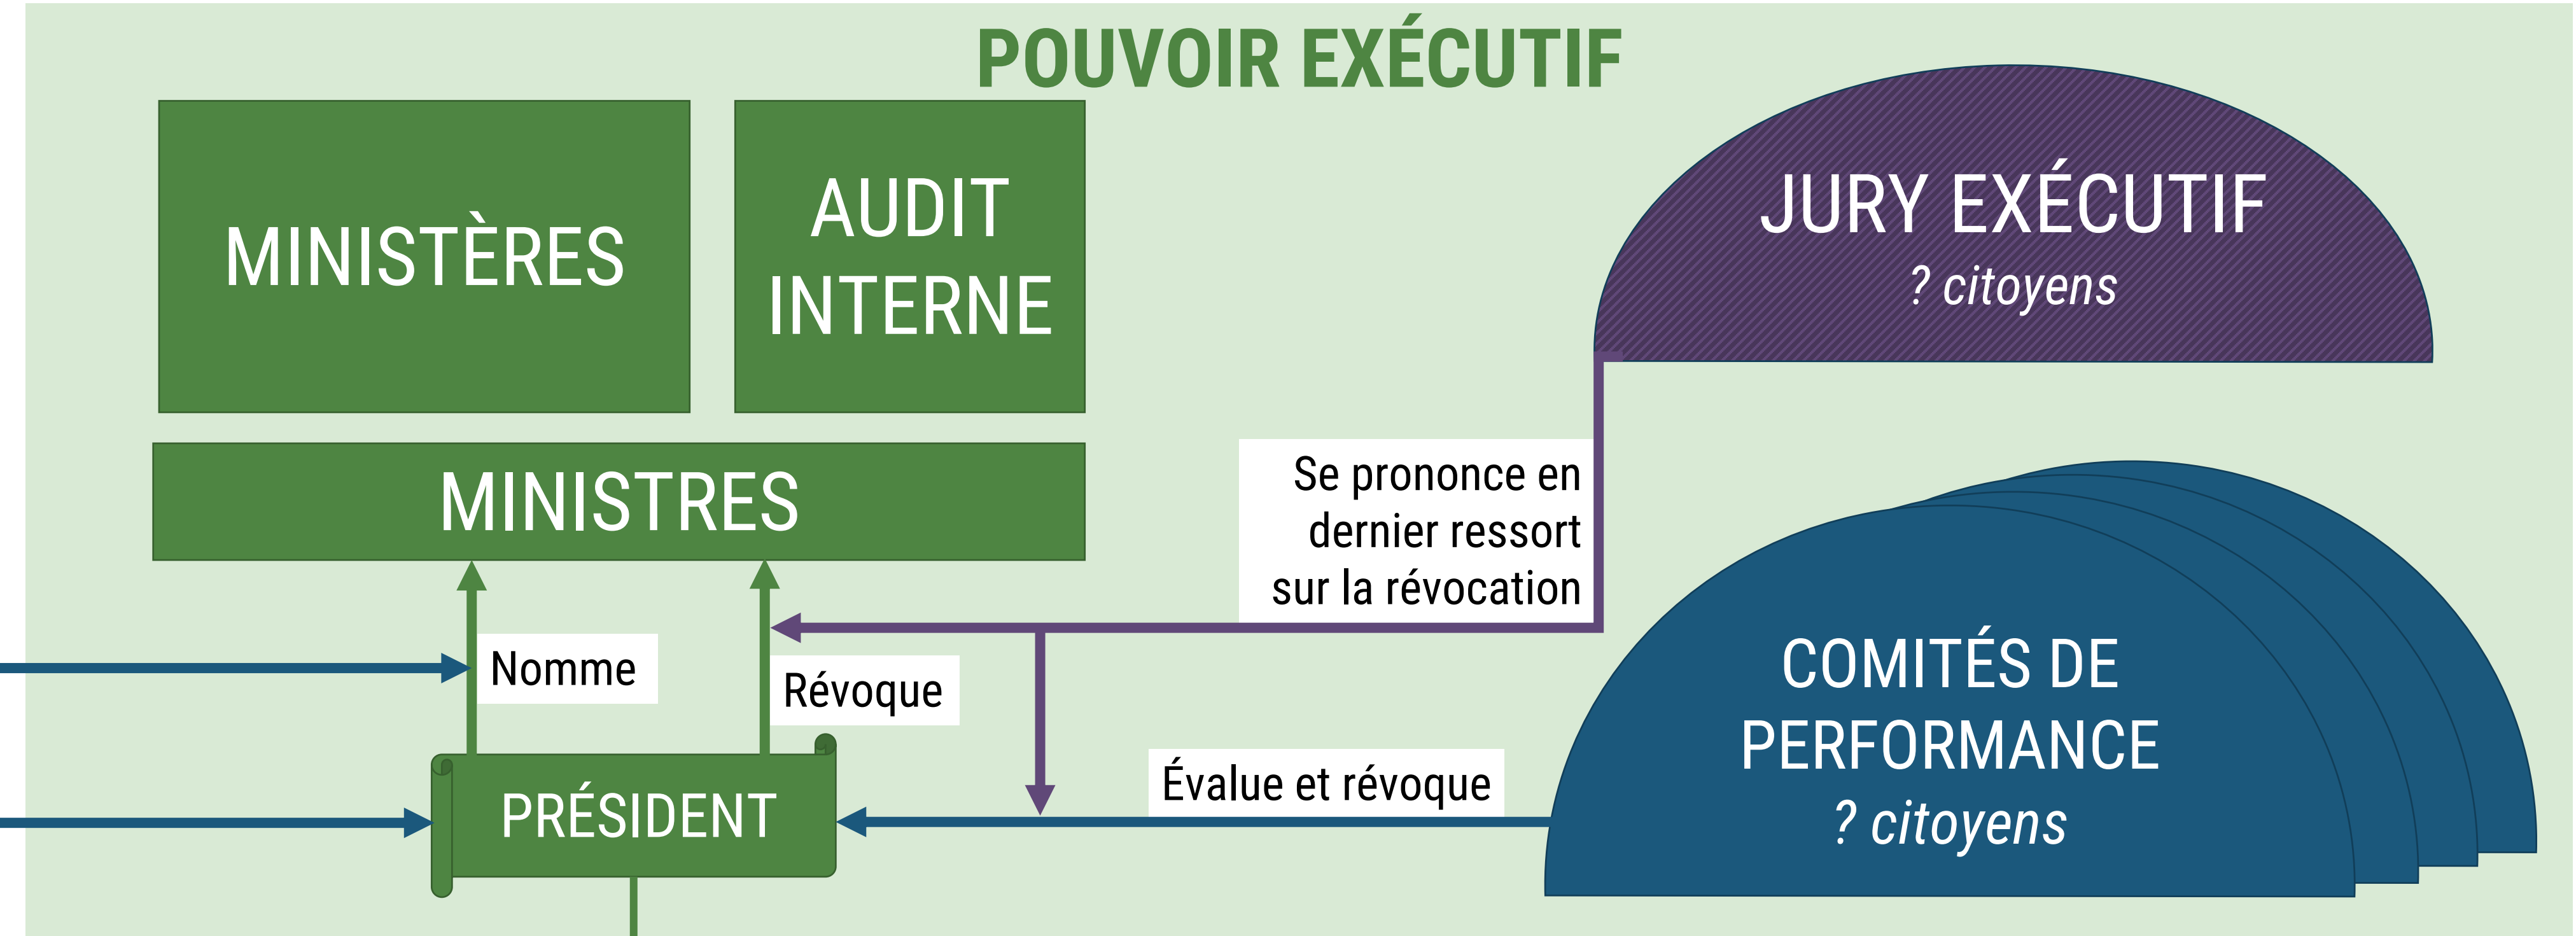 POUVOIR EXÉCUTIF
MINISTÈRES
AUDIT
INTERNE
JURY EXÉCUTIF
? citoyens
MINISTRES
Se prononce en
dernier ressort
sur la révocation
Nomme
Révoque
COMITÉS DE
PERFORMANCE
? citoyens
Évalue et révoque
PRÉSIDENT